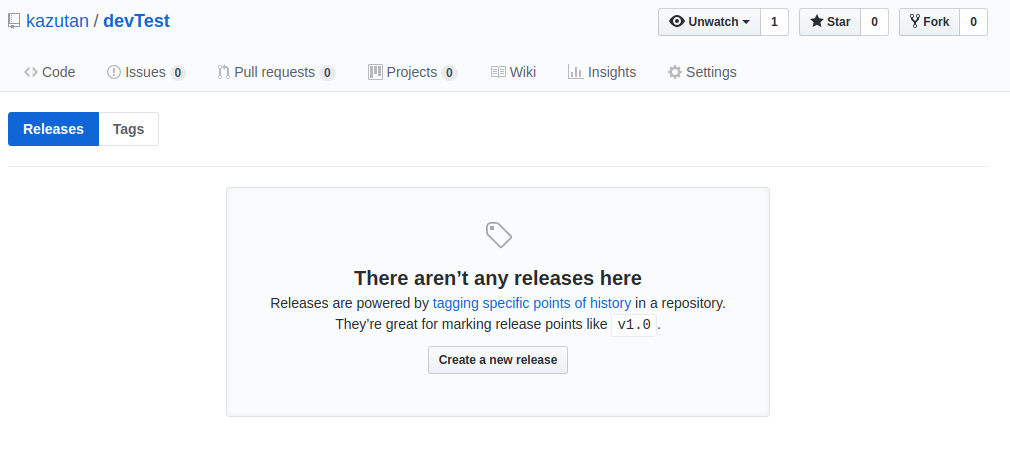 kazutan / devTest Unwatch 1 Star 0 Fork 0
Code Issues 0 Pull requests 0 Projects 0 Wiki Insights Settings
Releases Tags
There aren’t any releases here
Releases are powered by tagging specific points of history in a repository.
They’re great for marking release points like v1.0.
Create a new release